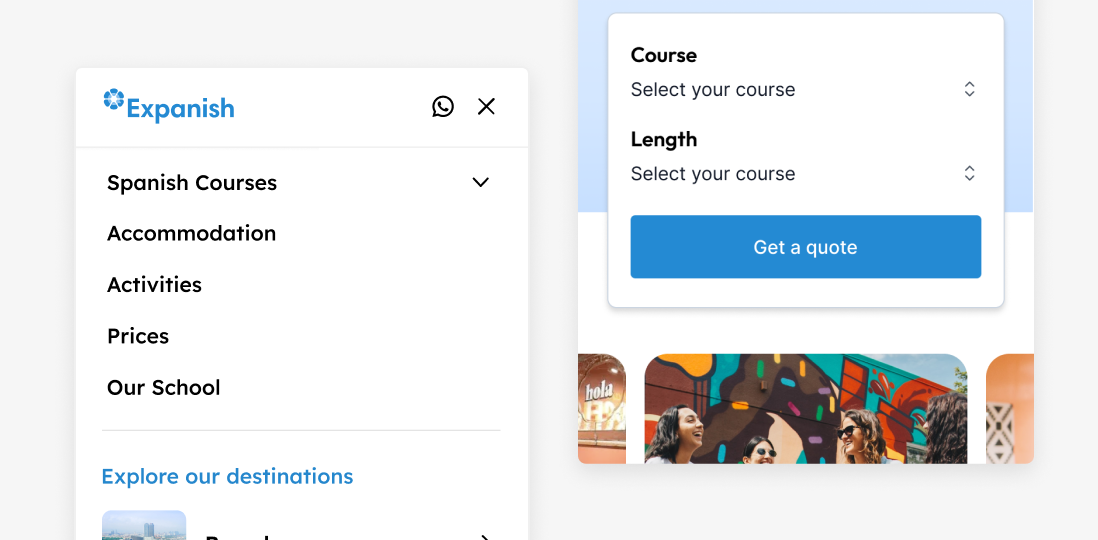 Expanish
Spanish Courses
Accommodation
Activities
Prices
Our School
Explore our destinations
Course
Select your course
Length
Select your course
Get a quote
hola